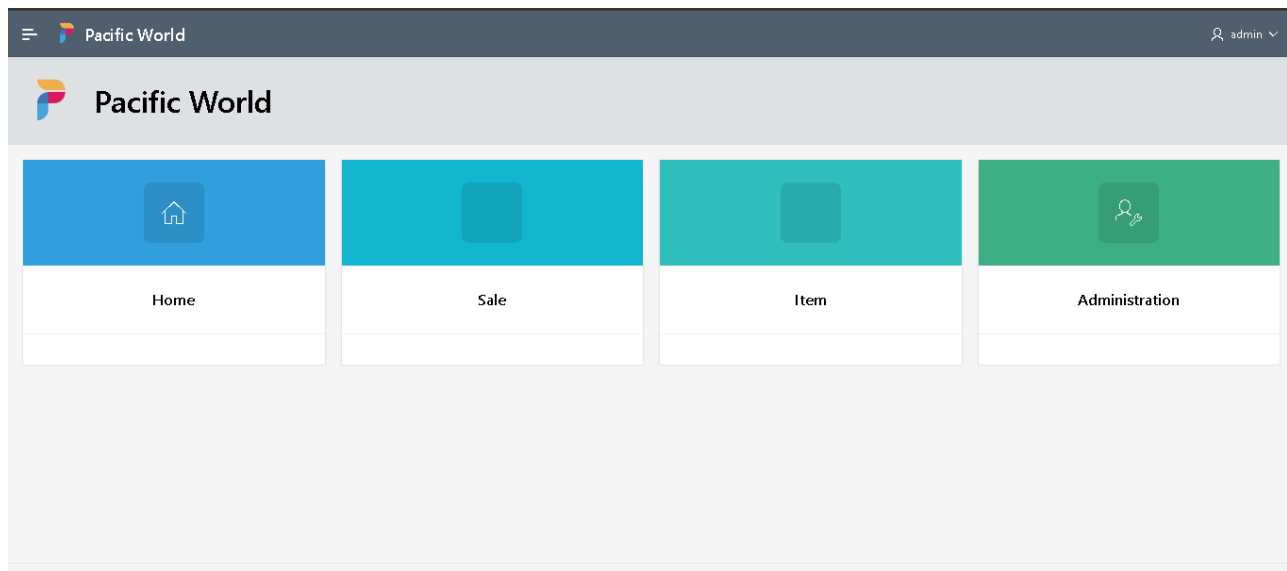 Pacific World
admin
Pacific World
Home
Sale
Item
Administration